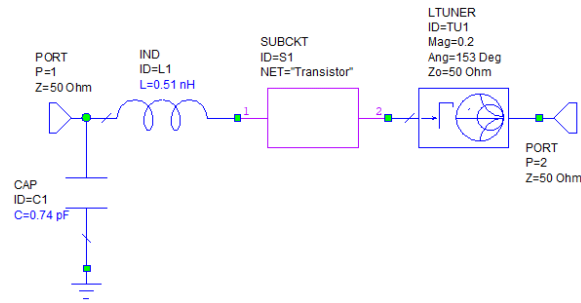 LTUNER
ID=TU1
Mag=0.2
Ang=153 Deg
Zo=50 Ohm
SUBCKT
ID=S1
NET="Transistor"
IND
ID=L1
L=0.51 nH
PORT
P=1
Z=50 Ohm
1
2
PORT
P=2
Z=50 Ohm
CAP
ID=C1
C=0.74 pF